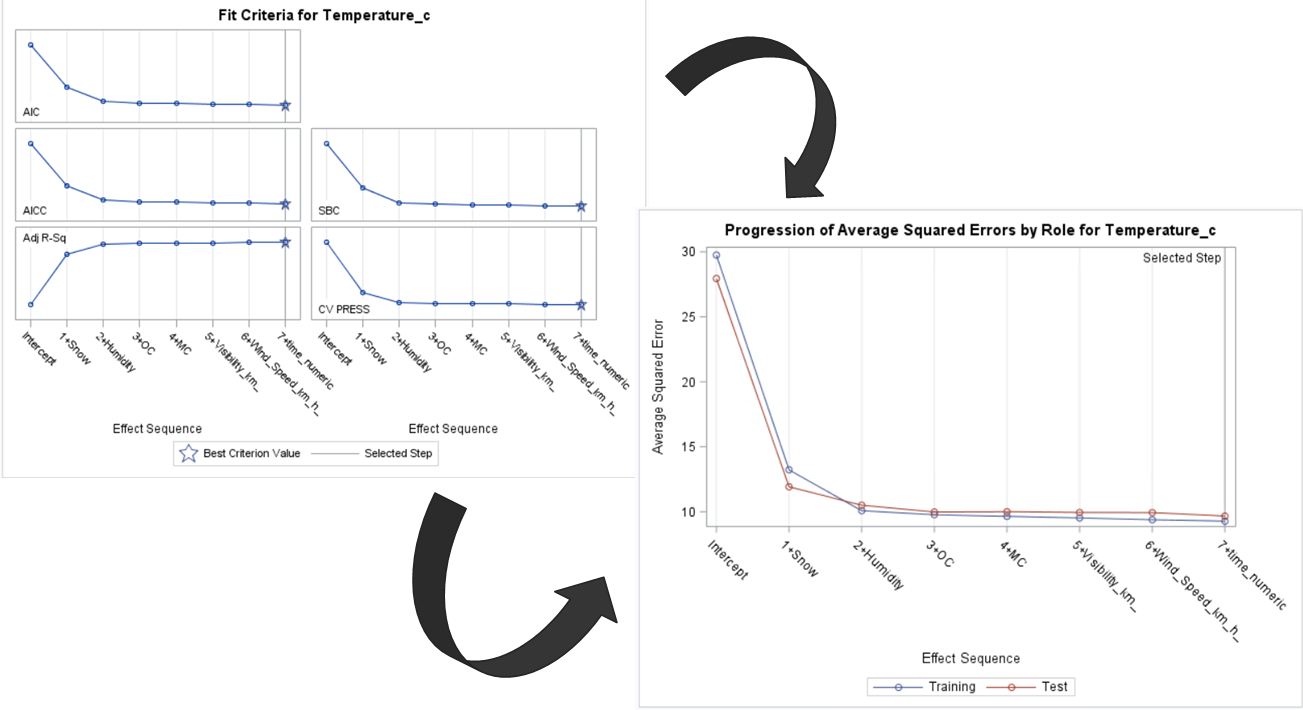 Fit Criteria for Temperature_c
AIC
AICC
SBC
Adj R-Sq
CV PRESS
Intercept
1+Snow
2+Humidity
3+OC
4+MC
5+Visibility_km_
6+Wind_Speed_km_h_
7+time_numeric
Intercept
1+Snow
2+Humidity
3+OC
4+MC
5+Visibility_km_
6+Wind_Speed_km_h_
7+time_numeric
Effect Sequence
Effect Sequence
Best Criterion Value
Selected Step
Progression of Average Squared Errors by Role for Temperature_c
Selected Step
Average Squared Error
30
25
20
15
10
Intercept
1+Snow
2+Humidity
3+OC
4+MC
5+Visibility_km_
6+Wind_Speed_km_h_
7+time_numeric
Effect Sequence
Training
Test